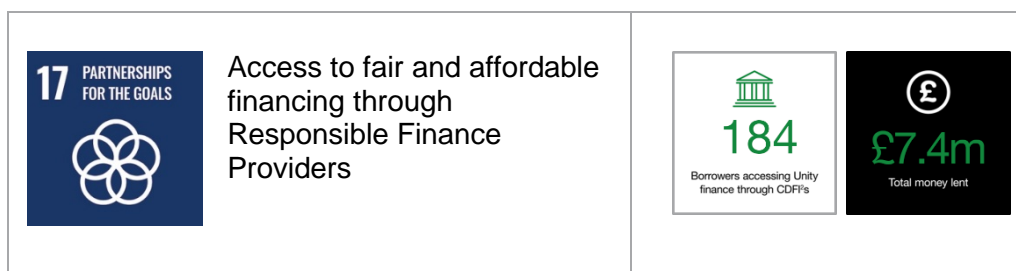 17 PARTNERSHIPS
FOR THE GOALS
Access to fair and affordable
financing through
Responsible Finance
Providers
184
Borrowers accessing Unity
finance through CDFI²s
£
£7.4m
Total money lent